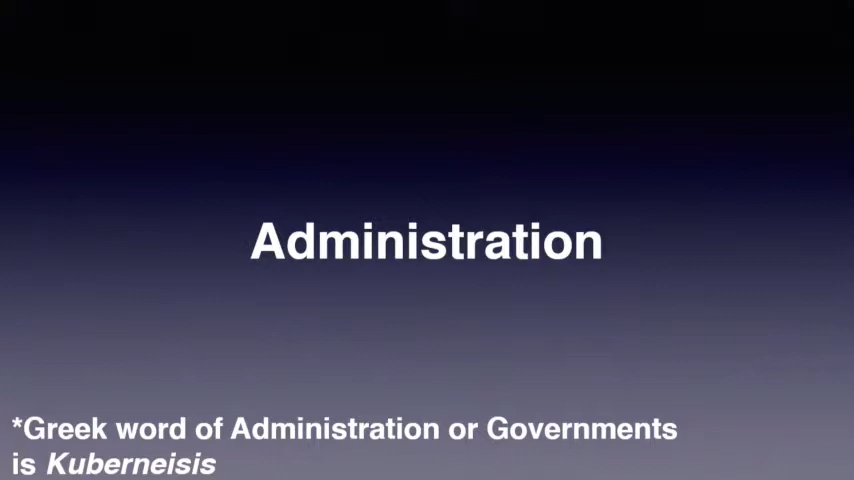 Administration
*Greek word of Administration or Governments
is Kuberneisis